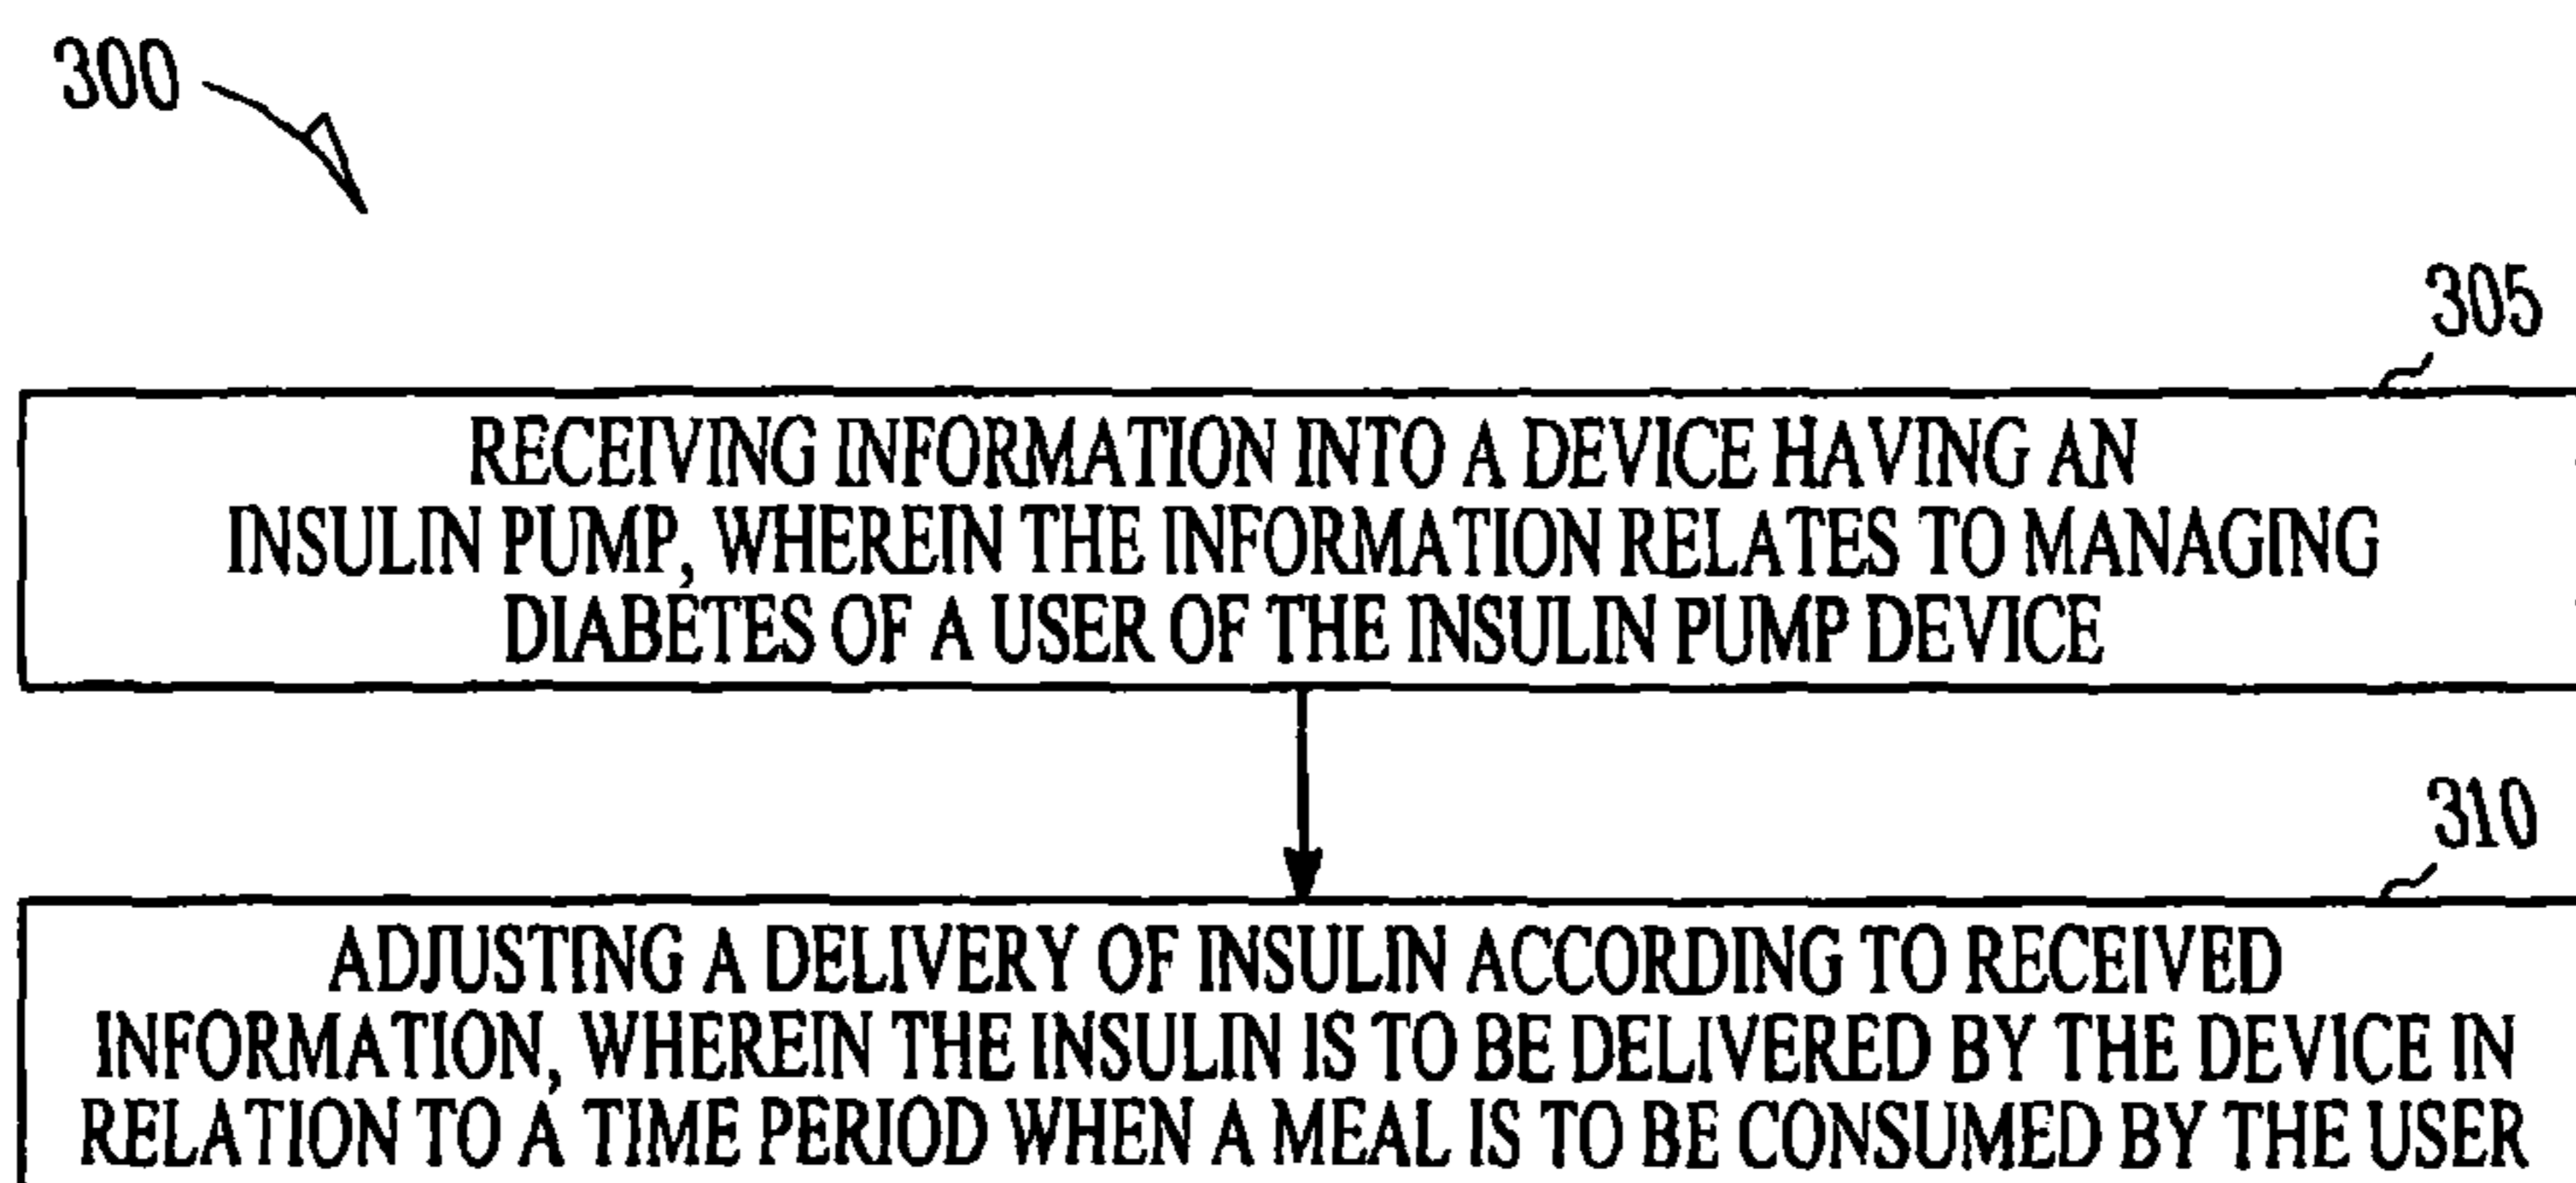 300
305
RECEIVING INFORMATION INTO A DEVICE HAVING AN
INSULIN PUMP, WHEREIN THE INFORMATION RELATES TO MANAGING
DIABETES OF A USER OF THE INSULIN PUMP DEVICE
310
ADJUSTING A DELIVERY OF INSULIN ACCORDING TO RECEIVED
INFORMATION, WHEREIN THE INSULIN IS TO BE DELIVERED BY THE DEVICE IN
RELATION TO A TIME PERIOD WHEN A MEAL IS TO BE CONSUMED BY THE USER